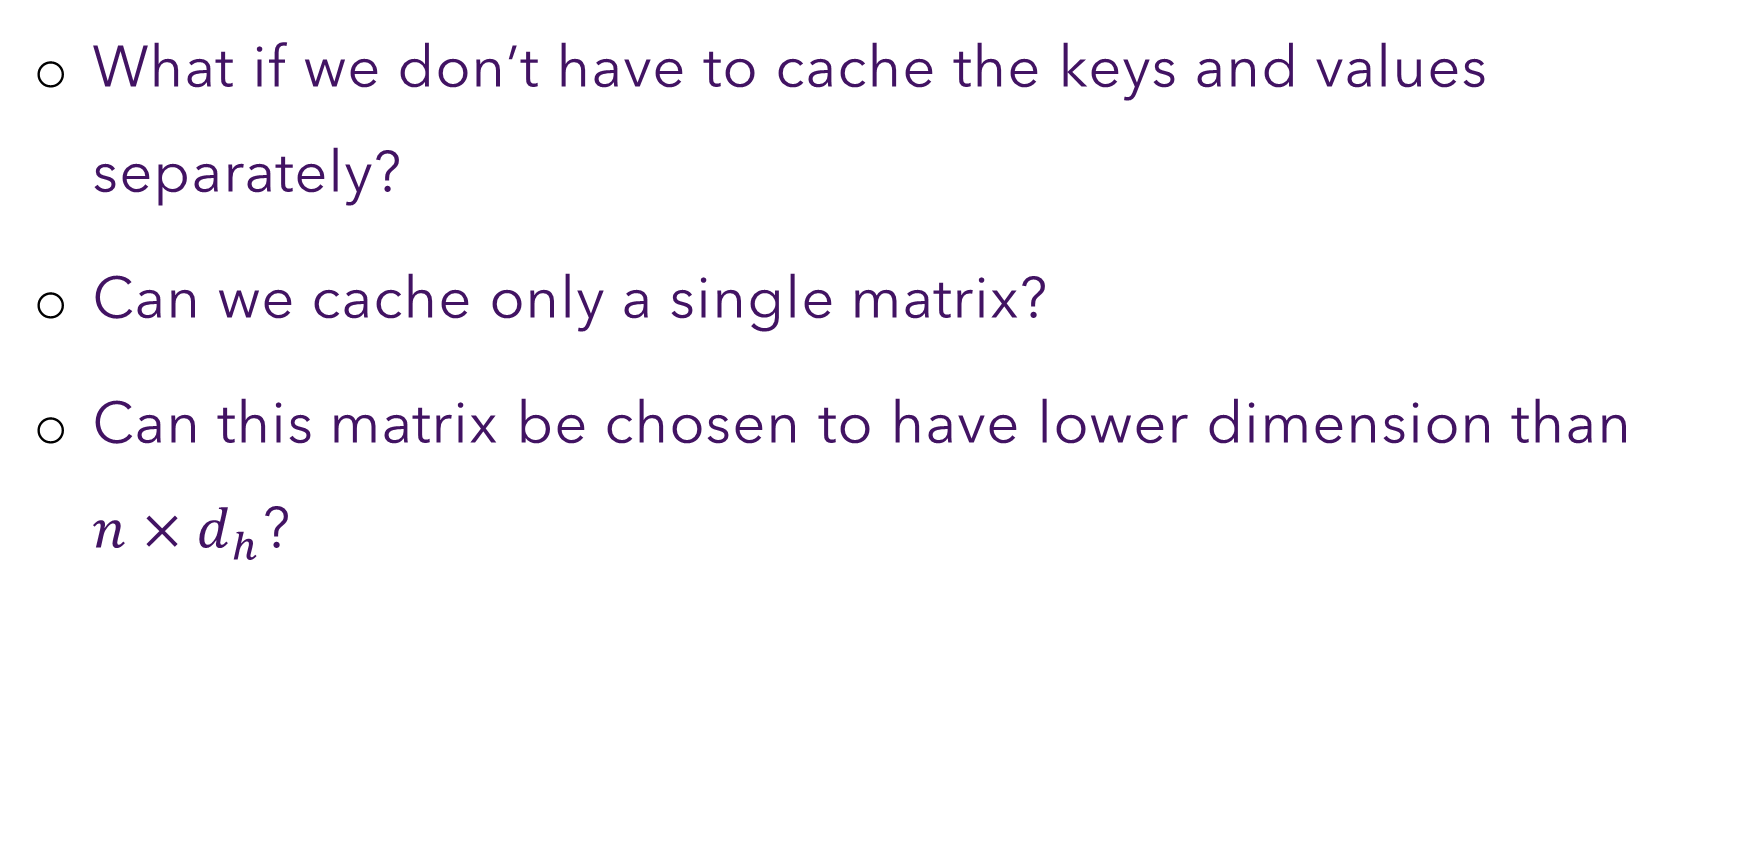 ○ What if we don’t have to cache the keys and values
separately?
○ Can we cache only a single matrix?
○ Can this matrix be chosen to have lower dimension than
𝑛 × 𝑑ₕ?